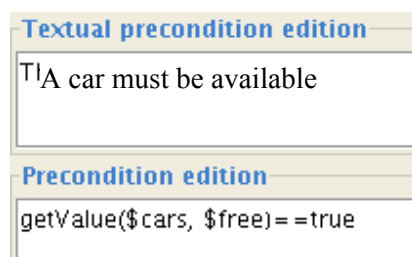 Textual precondition edition
A car must be available
Precondition edition
getValue($cars, $free)==true